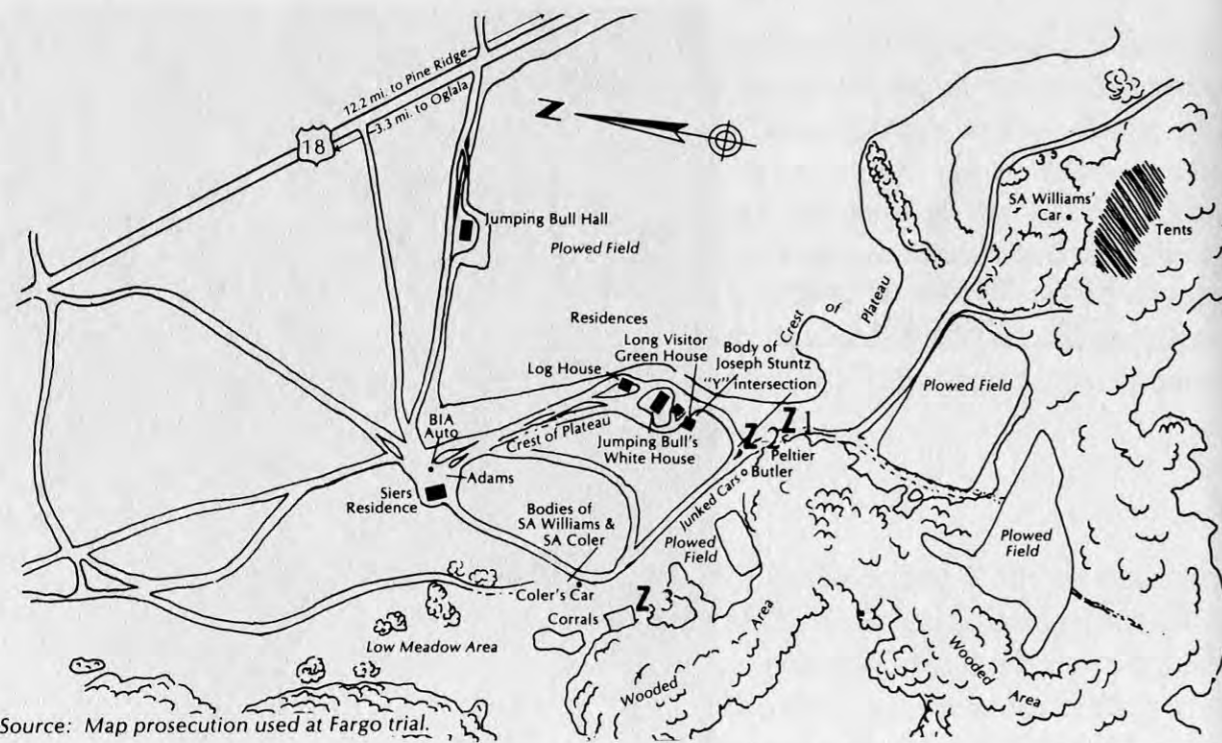 12.2 mi. to Pine Ridge
3.3 mi. to Oglala
18
Z
Jumping Bull Hall
Plowed Field
SA Williams'
Car
Tents
Crest of Plateau
Residences
Long Visitor
Green House
Log House
Body of
Joseph Stuntz
"Y" intersection
Plowed Field
Z 1
Z 2
Peltier
Butler
BIA
Auto
Crest of Plateau
Jumping Bull's
White House
Adams
Siers
Residence
Junked Cars
Bodies of
SA Williams &
SA Coler
Plowed
Field
Plowed
Field
Coler's Car
Z 3
Corrals
Low Meadow Area
Wooded Area
Wooded Area
Source: Map prosecution used at Fargo trial.